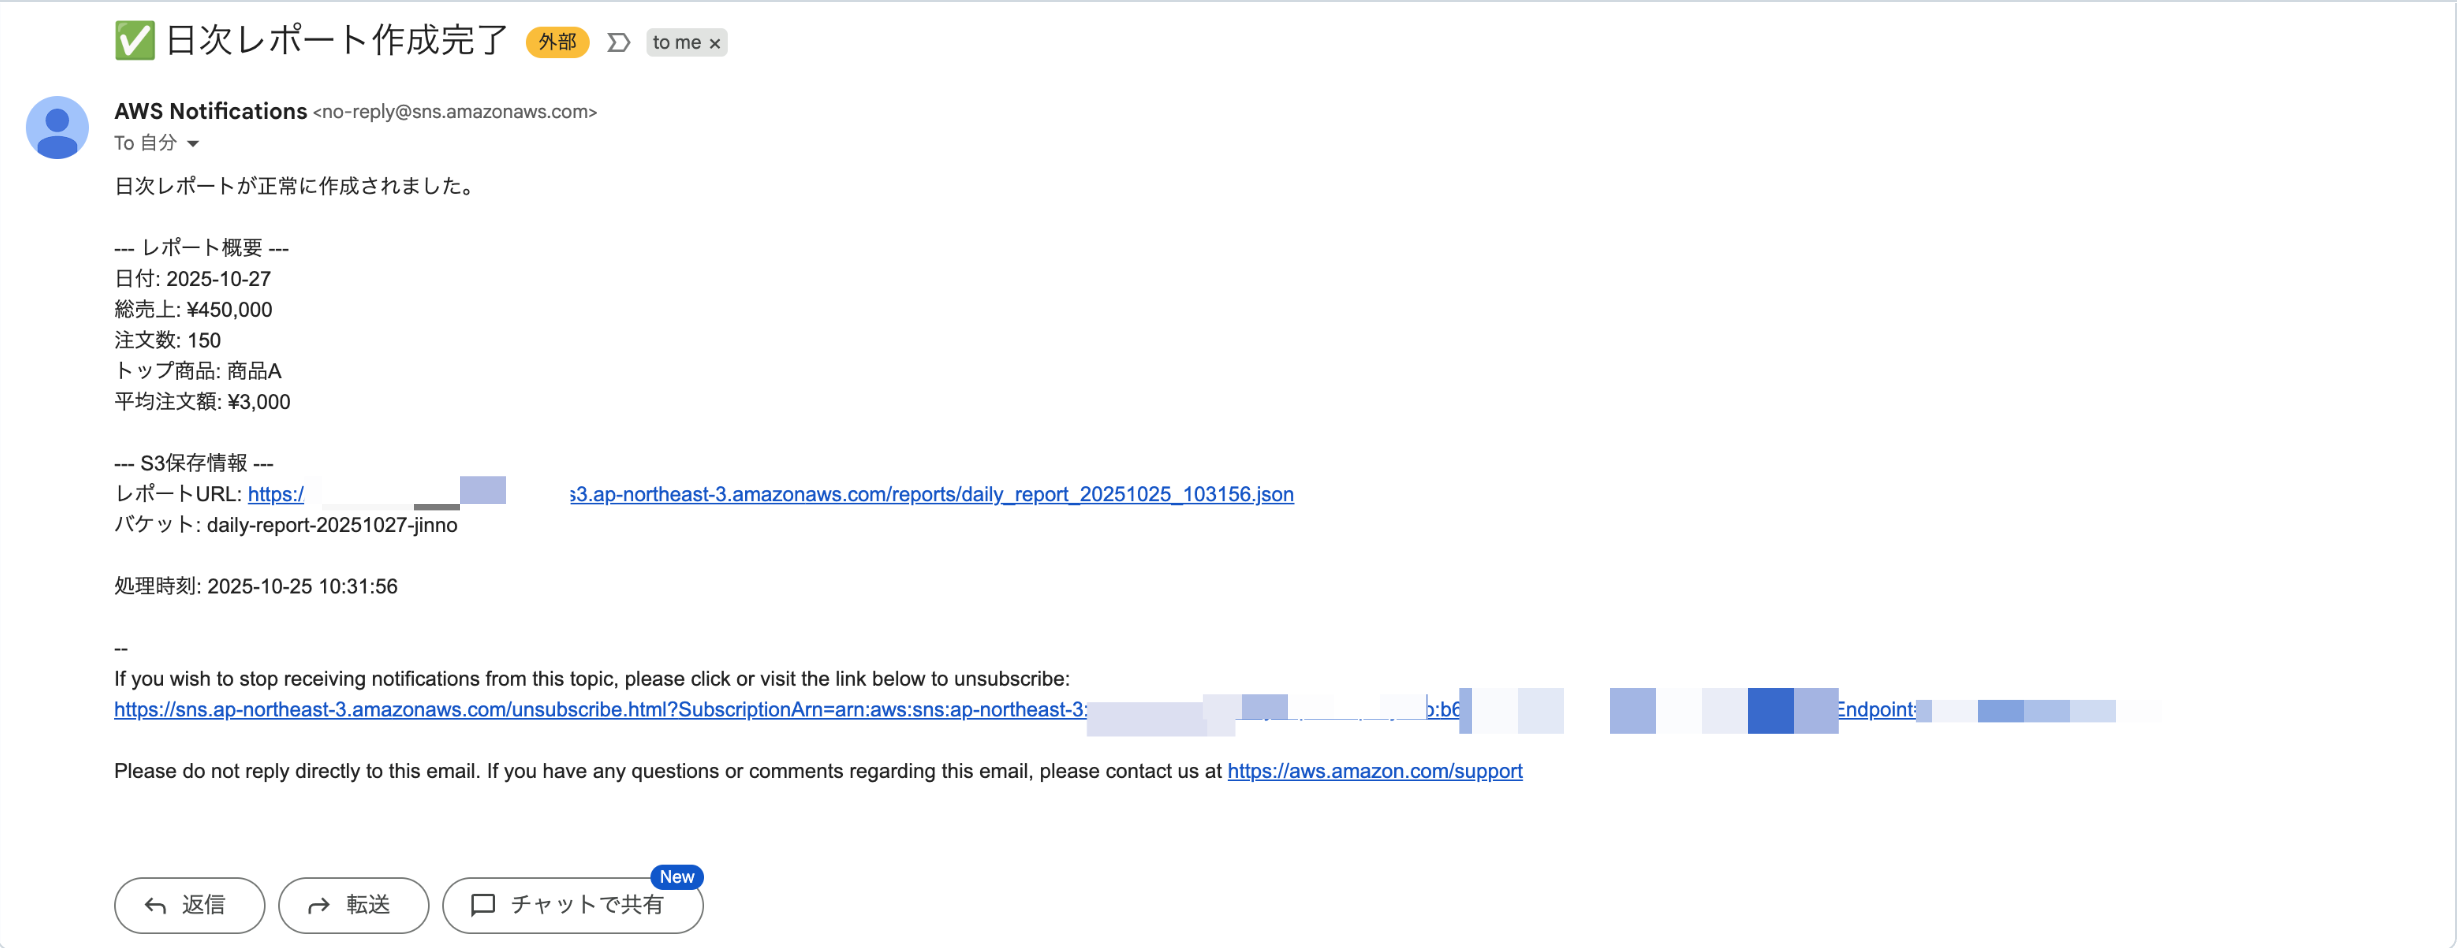 ✅ 日次レポート作成完了 外部 to me ×
AWS Notifications <no-reply@sns.amazonaws.com>
To 自分
日次レポートが正常に作成されました。
--- レポート概要 ---
日付: 2025-10-27
総売上: ¥450,000
注文数: 150
トップ商品: 商品A
平均注文額: ¥3,000
--- S3保存情報 ---
レポートURL: https:/ s3.ap-northeast-3.amazonaws.com/reports/daily_report_20251025_103156.json
バケット: daily-report-20251027-jinno
処理時刻: 2025-10-25 10:31:56
--
If you wish to stop receiving notifications from this topic, please click or visit the link below to unsubscribe:
https://sns.ap-northeast-3.amazonaws.com/unsubscribe.html?SubscriptionArn=arn:aws:sns:ap-northeast-3: :b6 Endpoint=
Please do not reply directly to this email. If you have any questions or comments regarding this email, please contact us at https://aws.amazon.com/support
New
返信 転送 チャットで共有